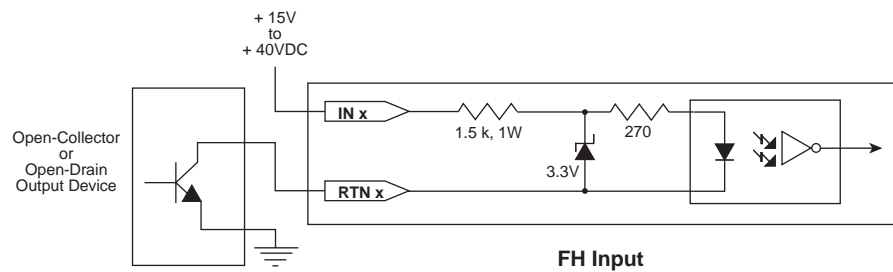 + 15V
to
+ 40VDC
IN x
1.5 k, 1W
270
3.3V
Open-Collector
or
Open-Drain
Output Device
RTN x
FH Input